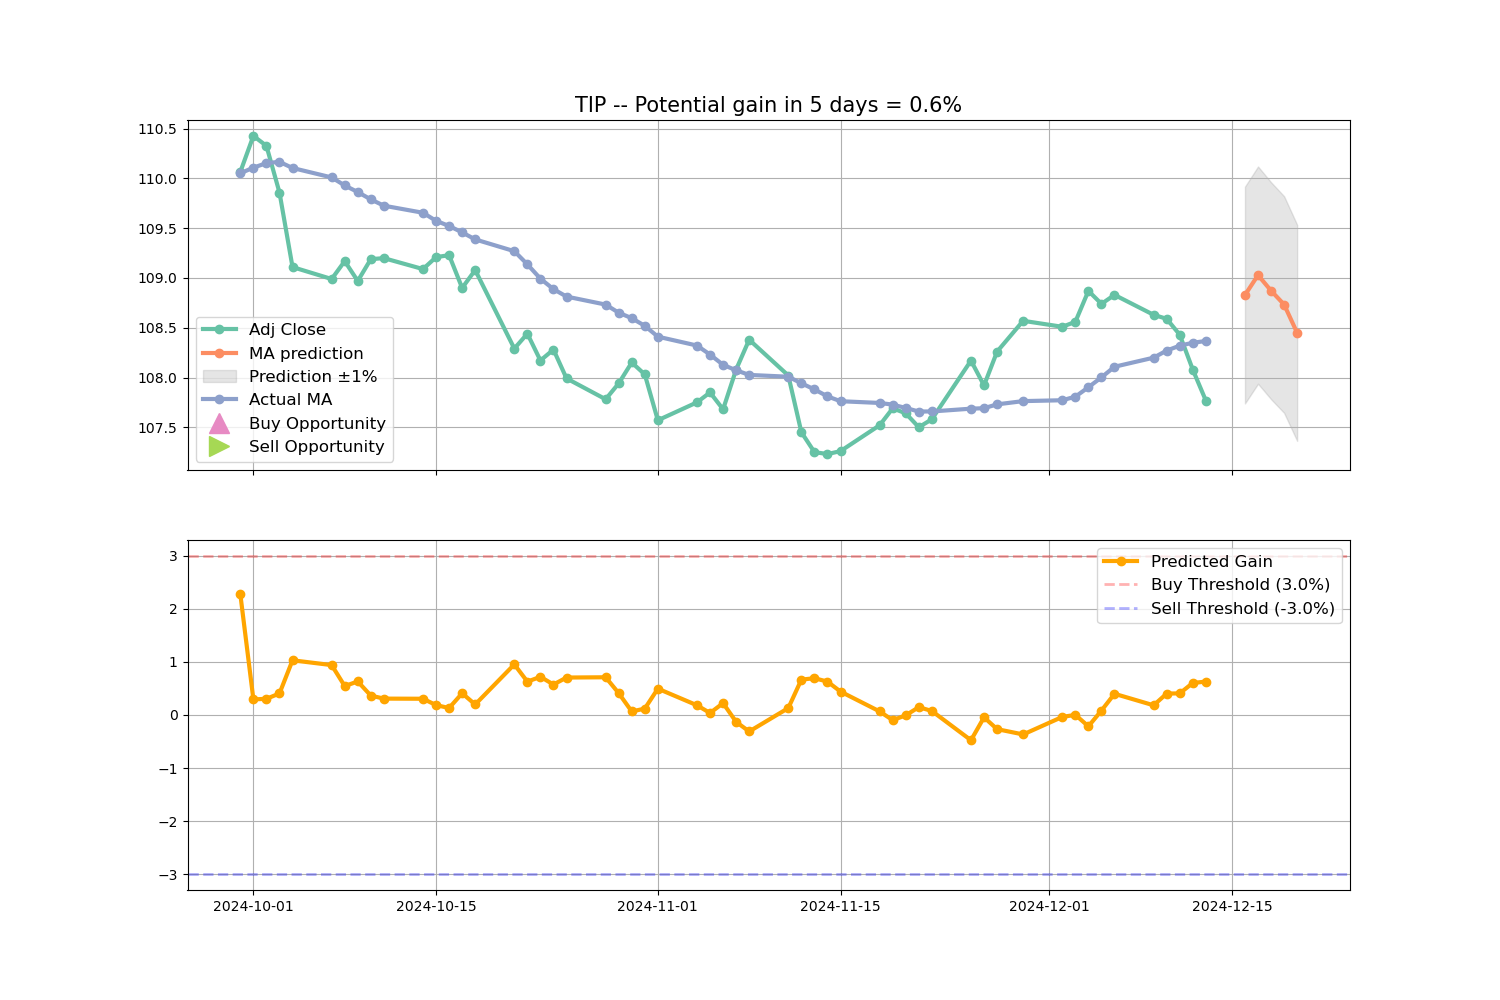 TIP -- Potential gain in 5 days = 0.6%
110.5
110.0
109.5
109.0
108.5
108.0
107.5
Adj Close
MA prediction
Prediction ±1%
Actual MA
Buy Opportunity
Sell Opportunity
3
2
1
0
−1
−2
−3
Predicted Gain
Buy Threshold (3.0%)
Sell Threshold (-3.0%)
2024-10-01
2024-10-15
2024-11-01
2024-11-15
2024-12-01
2024-12-15